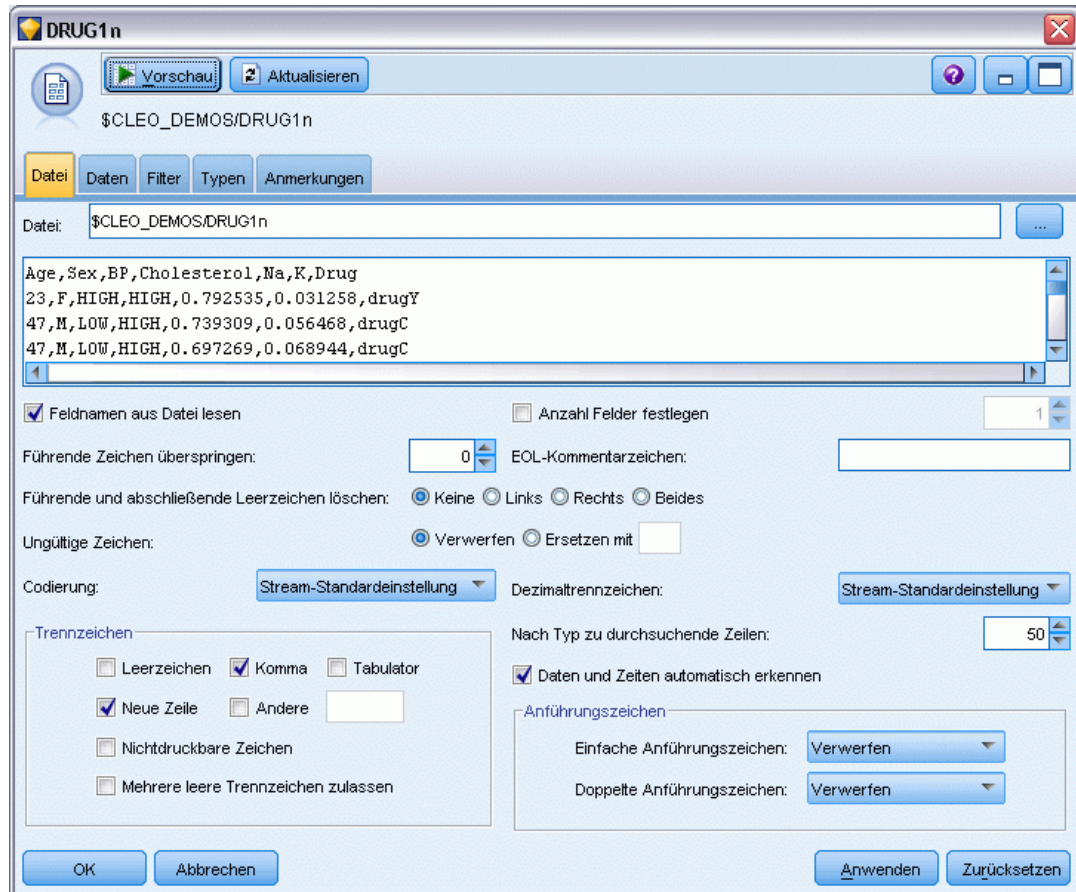 DRUG1n
Vorschau Aktualisieren
$CLEO_DEMOS/DRUG1n
Datei Daten Filter Typen Anmerkungen
Datei: $CLEO_DEMOS/DRUG1n ...
Age,Sex,BP,Cholesterol,Na,K,Drug
23,F,HIGH,HIGH,0.792535,0.031258,drugY
47,M,LOW,HIGH,0.739309,0.056468,drugC
47,M,LOW,HIGH,0.697269,0.068944,drugC
Feldnamen aus Datei lesen Anzahl Felder festlegen 1
Führende Zeichen überspringen: 0 EOL-Kommentarzeichen:
Führende und abschließende Leerzeichen löschen: Keine Links Rechts Beides
Ungültige Zeichen: Verwerfen Ersetzen mit
Codierung: Stream-Standardeinstellung Dezimaltrennzeichen: Stream-Standardeinstellung
Trennzeichen
Leerzeichen Komma Tabulator
Neue Zeile Andere
Nichtdruckbare Zeichen
Mehrere leere Trennzeichen zulassen
Nach Typ zu durchsuchende Zeilen: 50
Daten und Zeiten automatisch erkennen
Anführungszeichen
Einfache Anführungszeichen: Verwerfen
Doppelte Anführungszeichen: Verwerfen
OK Abbrechen Anwenden Zurücksetzen